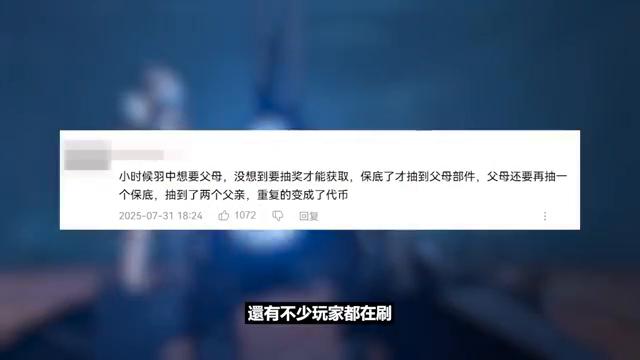 小时候羽中想要父母，没想到要抽奖才能获取，保底了才抽到父母部件，父母还要再抽一
个保底，抽到了两个父亲，重复的变成了代币
2025-07-31 18:24 1072 回复
還有不少玩家都在刷